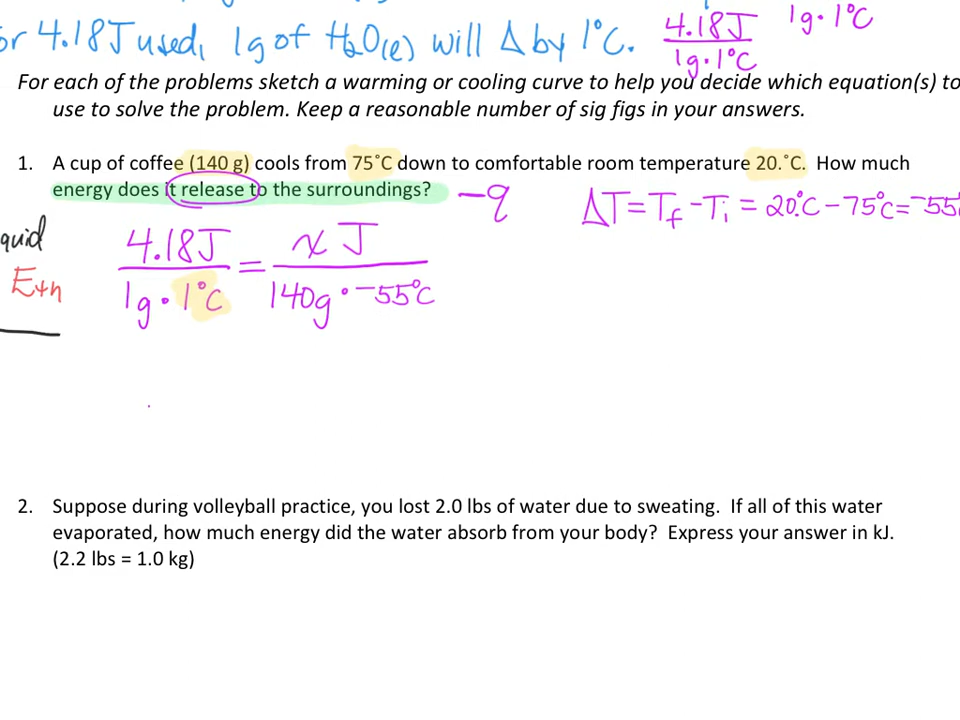 or 4.18J used, 1g of H₂O(ℓ) will Δ by 1°C. 4.18J 1g·1°C
1g·1°C
For each of the problems sketch a warming or cooling curve to help you decide which equation(s) to
use to solve the problem. Keep a reasonable number of sig figs in your answers.
1. A cup of coffee (140 g) cools from 75˚C down to comfortable room temperature 20.˚C. How much
energy does it release to the surroundings? -q ΔT=Tf-Ti = 20.°C-75°C=-55
quid 4.18J = x J
Eth 1g·1°C 140g·-55°C
2. Suppose during volleyball practice, you lost 2.0 lbs of water due to sweating. If all of this water
evaporated, how much energy did the water absorb from your body? Express your answer in kJ.
(2.2 lbs = 1.0 kg)